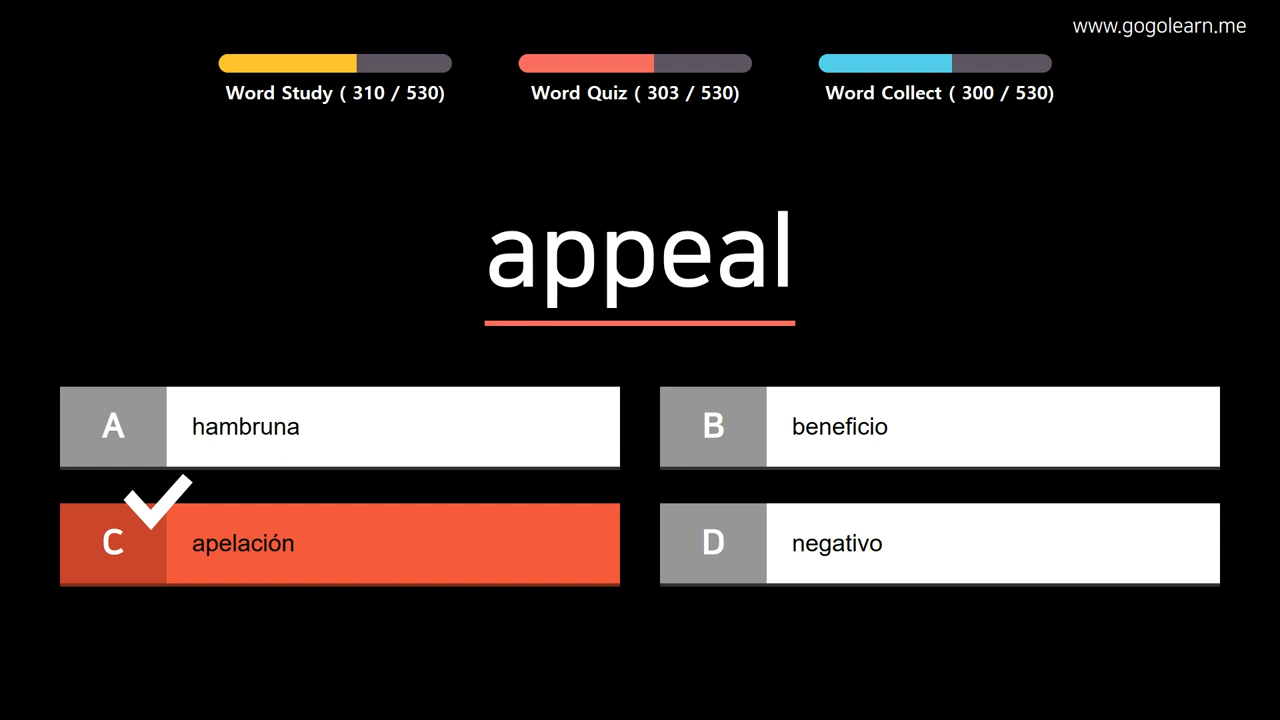 www.gogolearn.me
Word Study ( 310 / 530)
Word Quiz ( 303 / 530)
Word Collect ( 300 / 530)
appeal
A
hambruna
B
beneficio
C
apelación
D
negativo